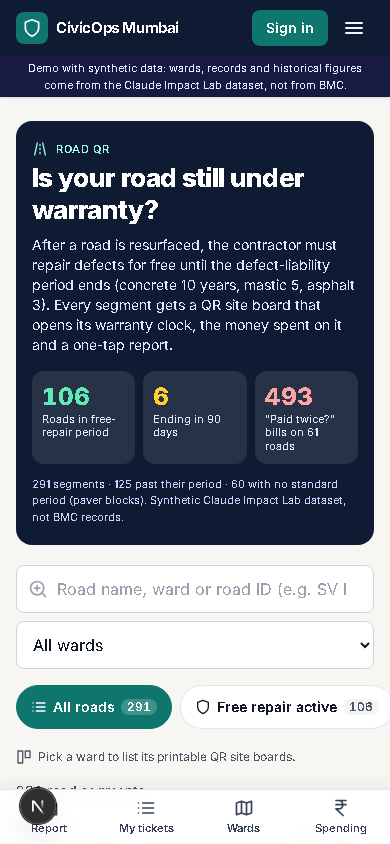 CivicOps Mumbai
Sign in
Demo with synthetic data: wards, records and historical figures
come from the Claude Impact Lab dataset, not from BMC.
ROAD QR
Is your road still under
warranty?
After a road is resurfaced, the contractor must
repair defects for free until the defect-liability
period ends (concrete 10 years, mastic 5, asphalt
3). Every segment gets a QR site board that
opens its warranty clock, the money spent on it
and a one-tap report.
106
Roads in free-
repair period
6
Ending in 90
days
493
"Paid twice?"
bills on 61
roads
291 segments · 125 past their period · 60 with no standard
period (paver blocks). Synthetic Claude Impact Lab dataset,
not BMC records.
Road name, ward or road ID (e.g. SV
All wards
All roads 291
Free repair active 106
Pick a ward to list its printable QR site boards.
road segments
N
Report
My tickets
Wards
Spending